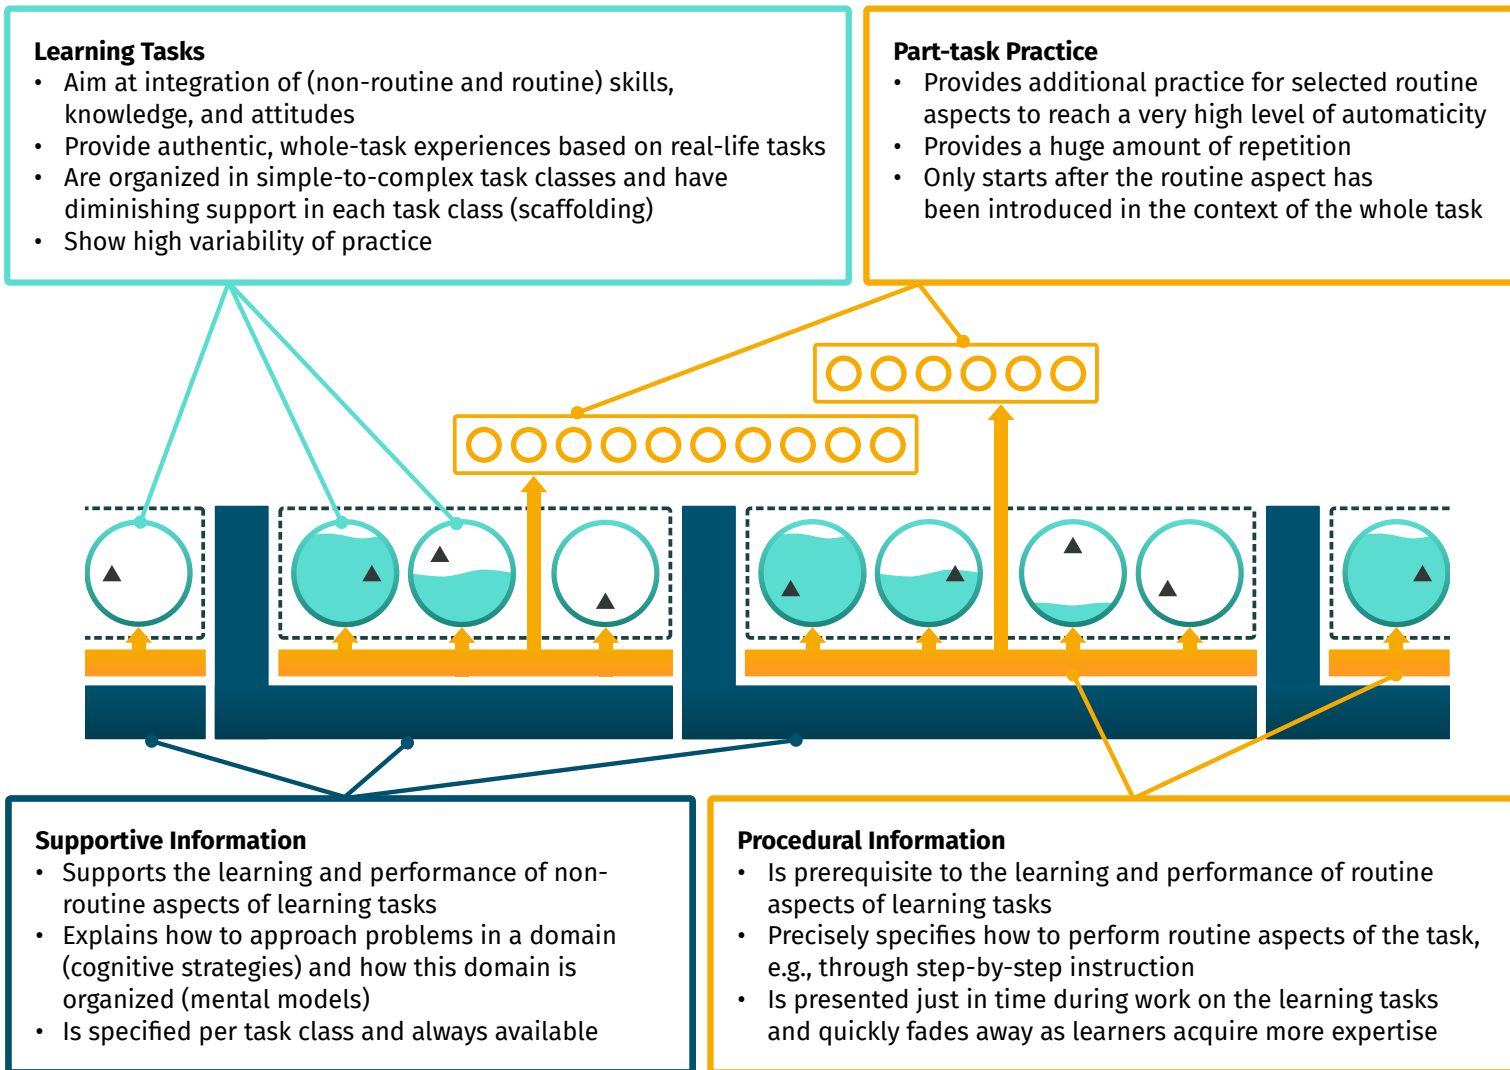 Learning Tasks
• Aim at integration of (non-routine and routine) skills,
knowledge, and attitudes
• Provide authentic, whole-task experiences based on real-life tasks
• Are organized in simple-to-complex task classes and have
diminishing support in each task class (scaffolding)
• Show high variability of practice
Part-task Practice
• Provides additional practice for selected routine
aspects to reach a very high level of automaticity
• Provides a huge amount of repetition
• Only starts after the routine aspect has
been introduced in the context of the whole task
Supportive Information
• Supports the learning and performance of non-
routine aspects of learning tasks
• Explains how to approach problems in a domain
(cognitive strategies) and how this domain is
organized (mental models)
• Is specified per task class and always available
Procedural Information
• Is prerequisite to the learning and performance of routine
aspects of learning tasks
• Precisely specifies how to perform routine aspects of the task,
e.g., through step-by-step instruction
• Is presented just in time during work on the learning tasks
and quickly fades away as learners acquire more expertise